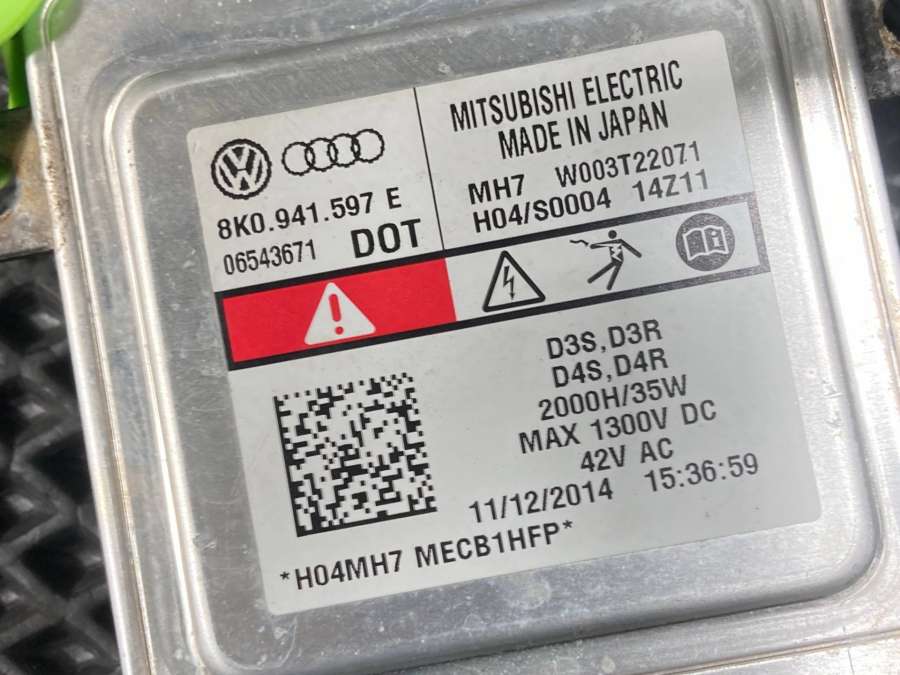 8K0.941.597 E
06543671 DOT
MITSUBISHI ELECTRIC
MADE IN JAPAN
MH7 W003T22071
H04/S0004 14Z11
D3S,D3R
D4S,D4R
2000H/35W
MAX 1300V DC
42V AC
11/12/2014 15:36:59
*H04MH7 MECB1HFP*